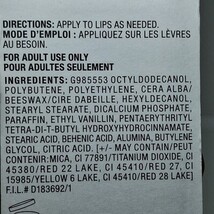 DIRECTIONS: APPLY TO LIPS AS NEEDED.
MODE D'EMPLOI : APPLIQUEZ SUR LES LÈVRES
AU BESOIN.
FOR ADULT USE ONLY
POUR ADULTES SEULEMENT
INGREDIENTS: G985553 OCTYLDODECANOL,
POLYBUTENE, POLYETHYLENE, CERA ALBA/
BEESWAX/CIRE DABEILLE, HEXYLDECANOL,
STEARYL DIMETHICONE, DICALCIUM PHOSPHATE,
PARAFFIN, ETHYL VANILLIN, PENTAERYTHRITYL
TETRA-DI-T-BUTYL HYDROXYHYDROCINNAMATE,
STEARIC ACID, BEHENIC ACID, ALUMINA, BUTYLENE
GLYCOL, CITRIC ACID. [+/- MAY CONTAIN/PEUT
CONTENIR: MICA, CI 77891/TITANIUM DIOXIDE, CI
45380/RED 22 LAKE, CI 45410/RED 27, CI
15985/YELLOW 6 LAKE, CI 45410/RED 28 LAKE]
F.I.L.# D183692/1